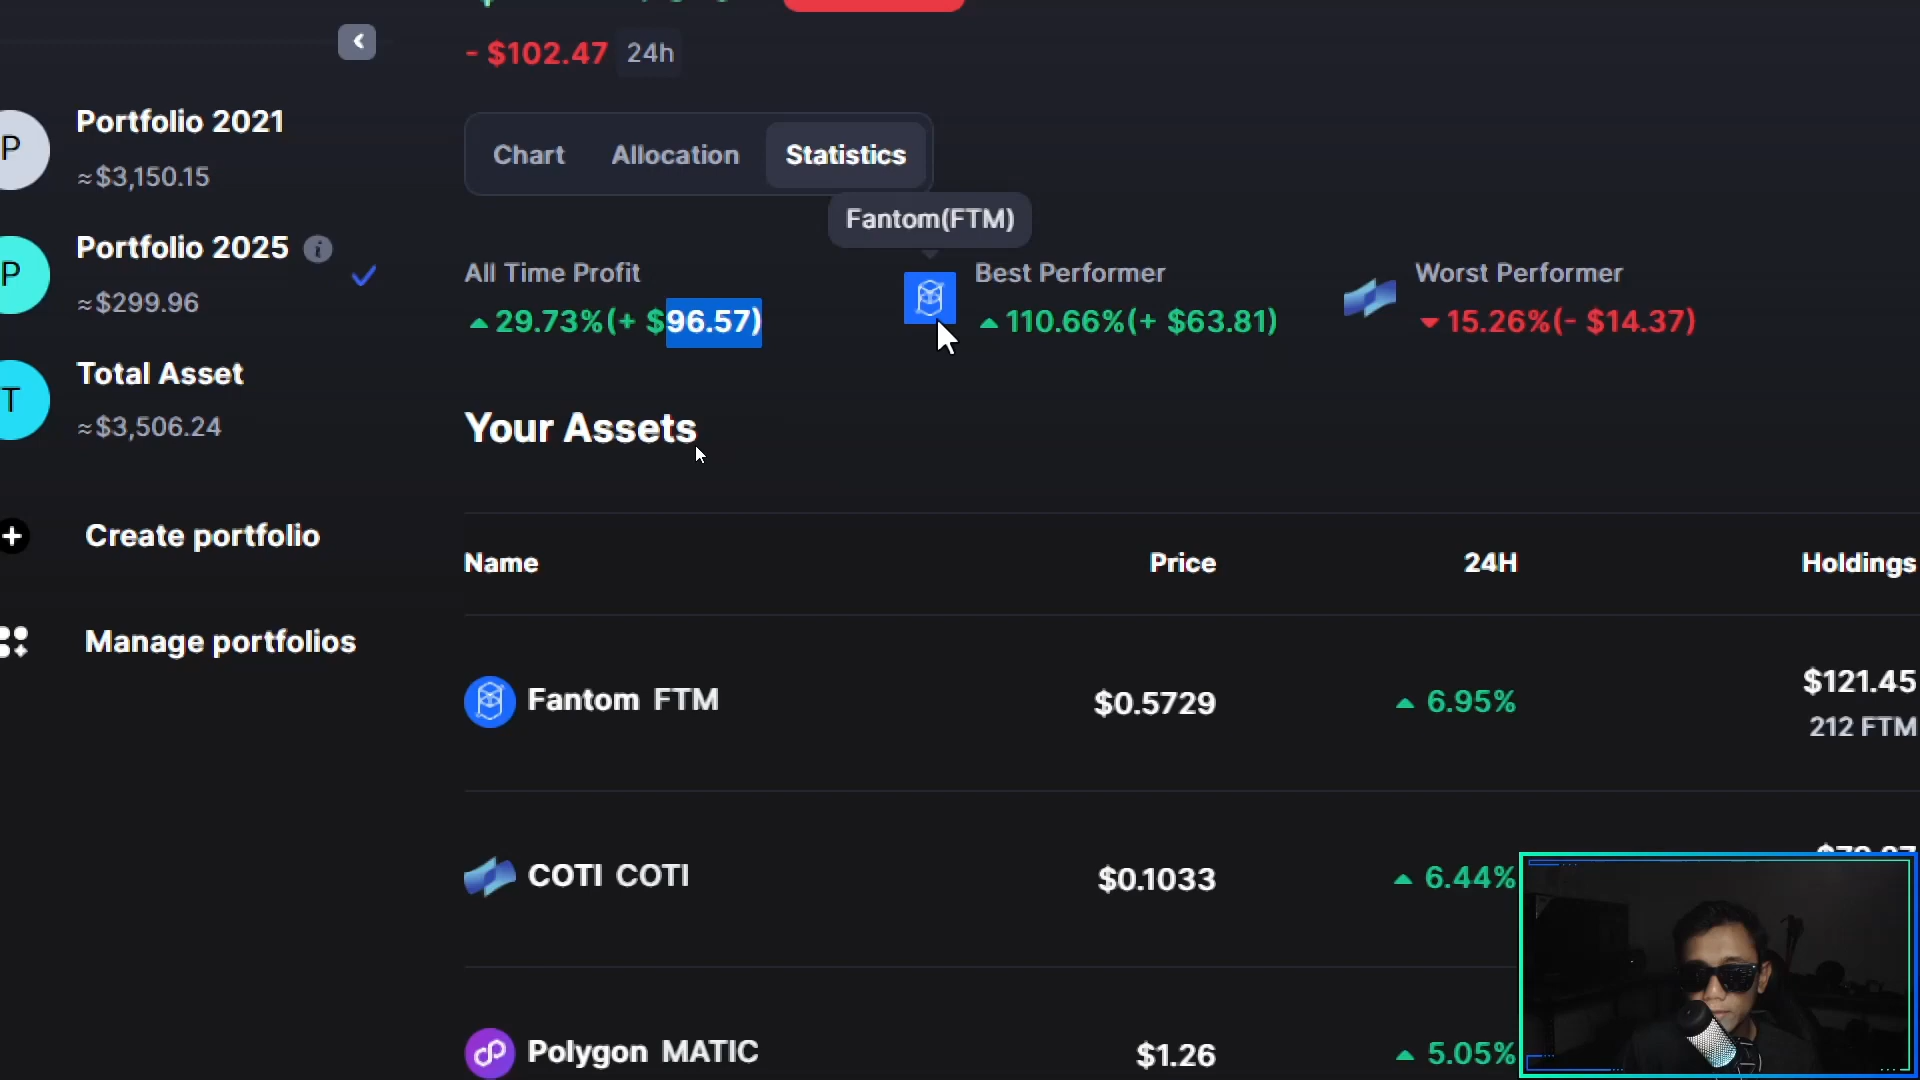 - $102.47 24h
P Portfolio 2021
≈$3,150.15
P Portfolio 2025
≈$299.96
T Total Asset
≈$3,506.24
Create portfolio
Manage portfolios
Chart Allocation Statistics
Fantom(FTM)
All Time Profit
29.73%(+ $96.57)
Best Performer
110.66%(+ $63.81)
Worst Performer
15.26%(- $14.37)
Your Assets
Name Price 24H Holdings
Fantom FTM $0.5729 6.95% $121.45
212 FTM
COTI COTI $0.1033 6.44%
Polygon MATIC $1.26 5.05%